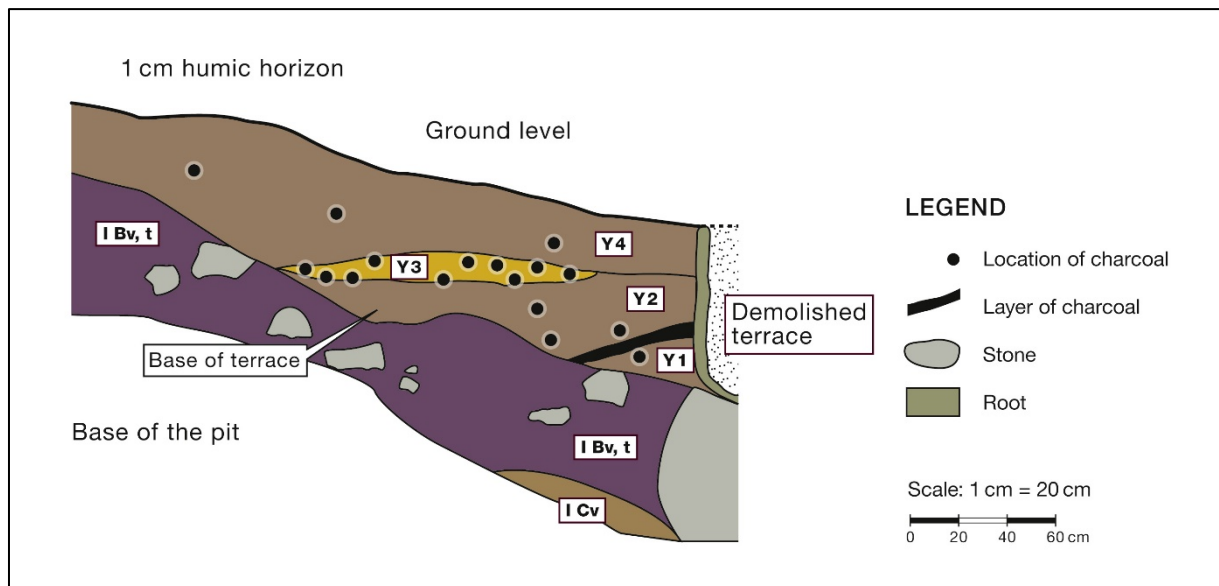 1 cm humic horizon
Ground level
I Bv, t
Y4
Y3
Y2
Demolished
terrace
Base of terrace
Y1
Base of the pit
I Bv, t
I Cv
LEGEND
Location of charcoal
Layer of charcoal
Stone
Root
Scale: 1 cm = 20 cm
0 20 40 60 cm